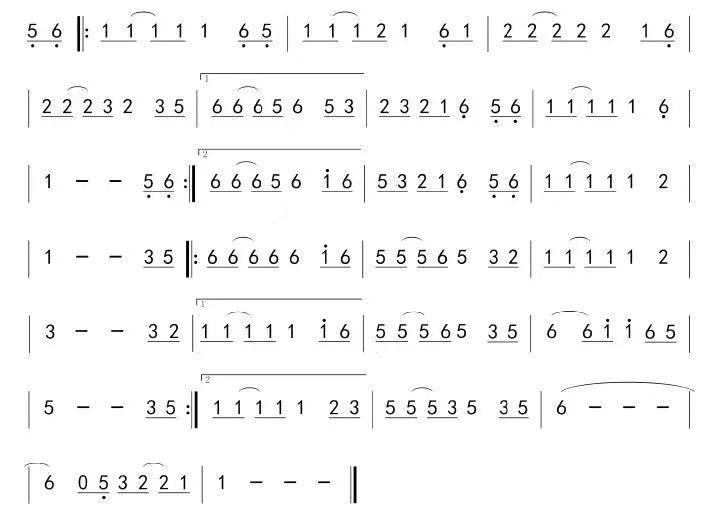 5̣ 6̣ ‖: 1 1 1 1 1 6̣ 5̣ | 1 1 1 2 1 6̣ 1 | 2 2 2 2 2 1 6̣ |
| 2 2 2 3 2 3 5 | 1 6 6 6 5 6 5 3 | 2 3 2 1 6̣ 5̣ 6̣ | 1 1 1 1 1 6̣ |
| 1 – – 5̣ 6̣ :‖ 2 6 6 6 5 6 1̇ 6 | 5 3 2 1 6̣ 5̣ 6̣ | 1 1 1 1 1 2 |
| 1 – – 3 5 ‖: 6 6 6 6 6 1̇ 6 | 5 5 5 6 5 3 2 | 1 1 1 1 1 2 |
| 3 – – 3 2 | 1 1 1 1 1 1 1̇ 6 | 5 5 5 6 5 3 5 | 6 6 1̇ 1̇ 6 5 |
| 5 – – 3 5 :‖ 2 1 1 1 1 1 2 3 | 5 5 5 3 5 3 5 | 6 – – – |
| 6 0 5̣ 3 2 2 1 | 1 – – – ‖